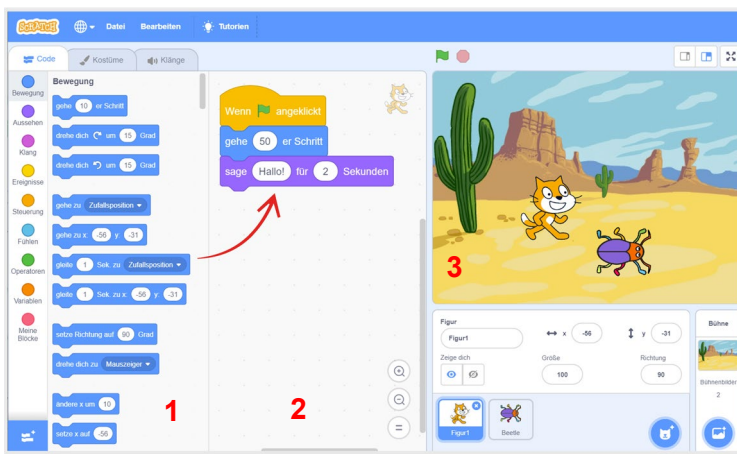 SCRATCH Datei Bearbeiten Tutorien
Code Kostüme Klänge
Bewegung
Aussehen
Klang
Ereignisse
Steuerung
Fühlen
Operatoren
Variablen
Meine
Blöcke
Bewegung
gehe 10 er Schritt
drehe dich um 15 Grad
drehe dich um 15 Grad
gehe zu Zufallsposition
gehe zu x: -56 y: -31
gleite 1 Sek. zu Zufallsposition
gleite 1 Sek. zu x: -56 y: -31
setze Richtung auf 90 Grad
drehe dich zu Mauszeiger
ändere x um 10
setze x auf -56
1
Wenn angeklickt
gehe 50 er Schritt
sage Hallo! für 2 Sekunden
2
=
3
Figur
Figur1 x -56 y -31
Zeige dich Größe Richtung
100 90
Figur1 Beetle
Bühne
Bühnenbilder
2